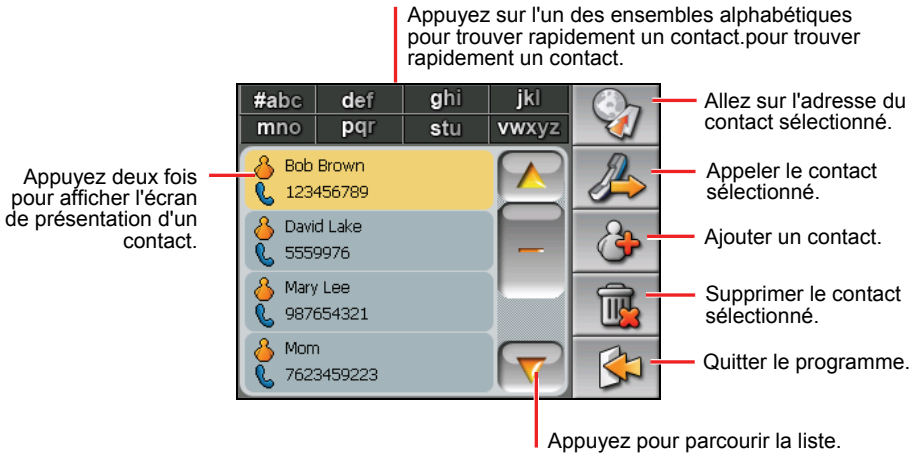 Appuyez sur l'un des ensembles alphabétiques
pour trouver rapidement un contact.pour trouver
rapidement un contact.
#abc def ghi jkl
mno pqr stu vwxyz
Allez sur l'adresse du
contact sélectionné.
Appuyez deux fois
pour afficher l'écran
de présentation d'un
contact.
Bob Brown
123456789
David Lake
5559976
Mary Lee
987654321
Mom
7623459223
Appeler le contact
sélectionné.
Ajouter un contact.
Supprimer le contact
sélectionné.
Quitter le programme.
Appuyez pour parcourir la liste.